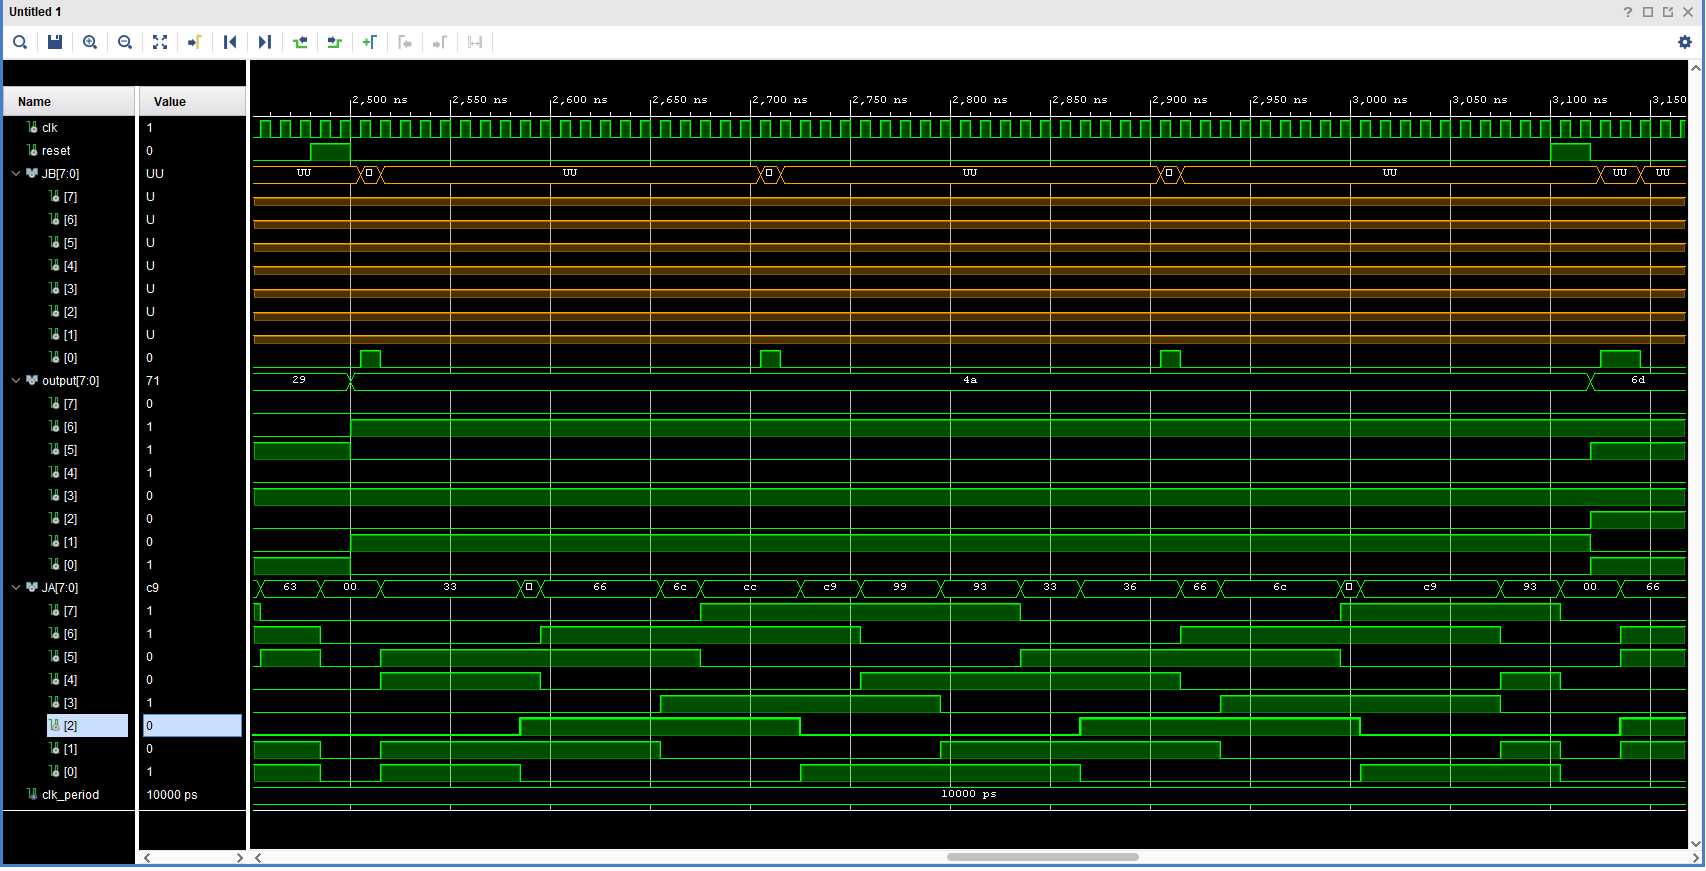 Untitled 1
?
Name Value
2,500 ns 2,550 ns 2,600 ns 2,650 ns 2,700 ns 2,750 ns 2,800 ns 2,850 ns 2,900 ns 2,950 ns 3,000 ns 3,050 ns 3,100 ns 3,150
clk 1
reset 0
JB[7:0] UU UU UU UU UU UU UU
[7] U
[6] U
[5] U
[4] U
[3] U
[2] U
[1] U
[0] 0
output[7:0] 71 29 4a 6d
[7] 0
[6] 1
[5] 1
[4] 1
[3] 0
[2] 0
[1] 0
[0] 1
JA[7:0] c9 63 00 33 66 6c cc c9 99 93 33 36 66 6c c9 93 00 66
[7] 1
[6] 1
[5] 0
[4] 0
[3] 1
[2] 0
[1] 0
[0] 1
clk_period 10000 ps 10000 ps